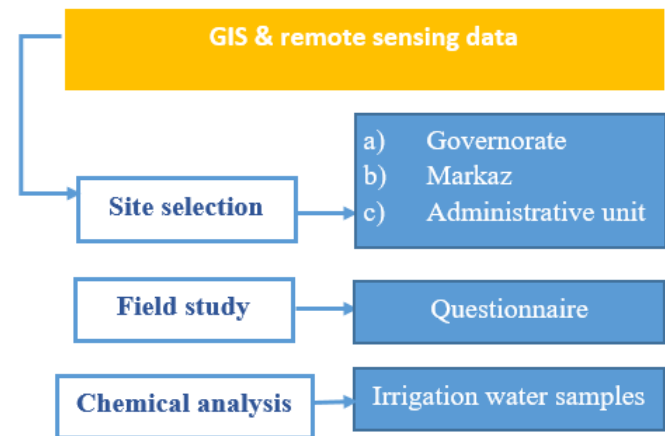 GIS & remote sensing data
a) Governorate
b) Markaz
Site selection
c) Administrative unit
Field study
Questionnaire
Chemical analysis
Irrigation water samples